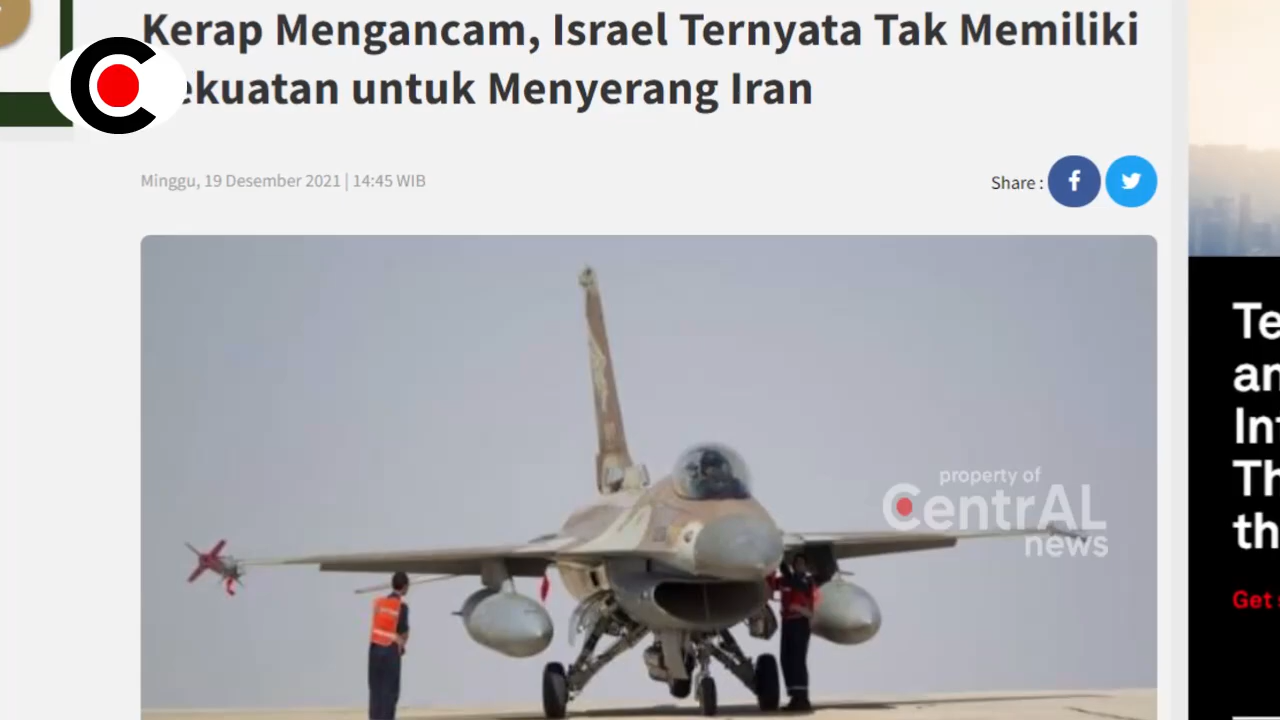 Kerap Mengancam, Israel Ternyata Tak Memiliki
ekuatan untuk Menyerang Iran
Minggu, 19 Desember 2021 | 14:45 WIB
Share :
property of
CentrAL
news
Te
an
In
Th
th
Get